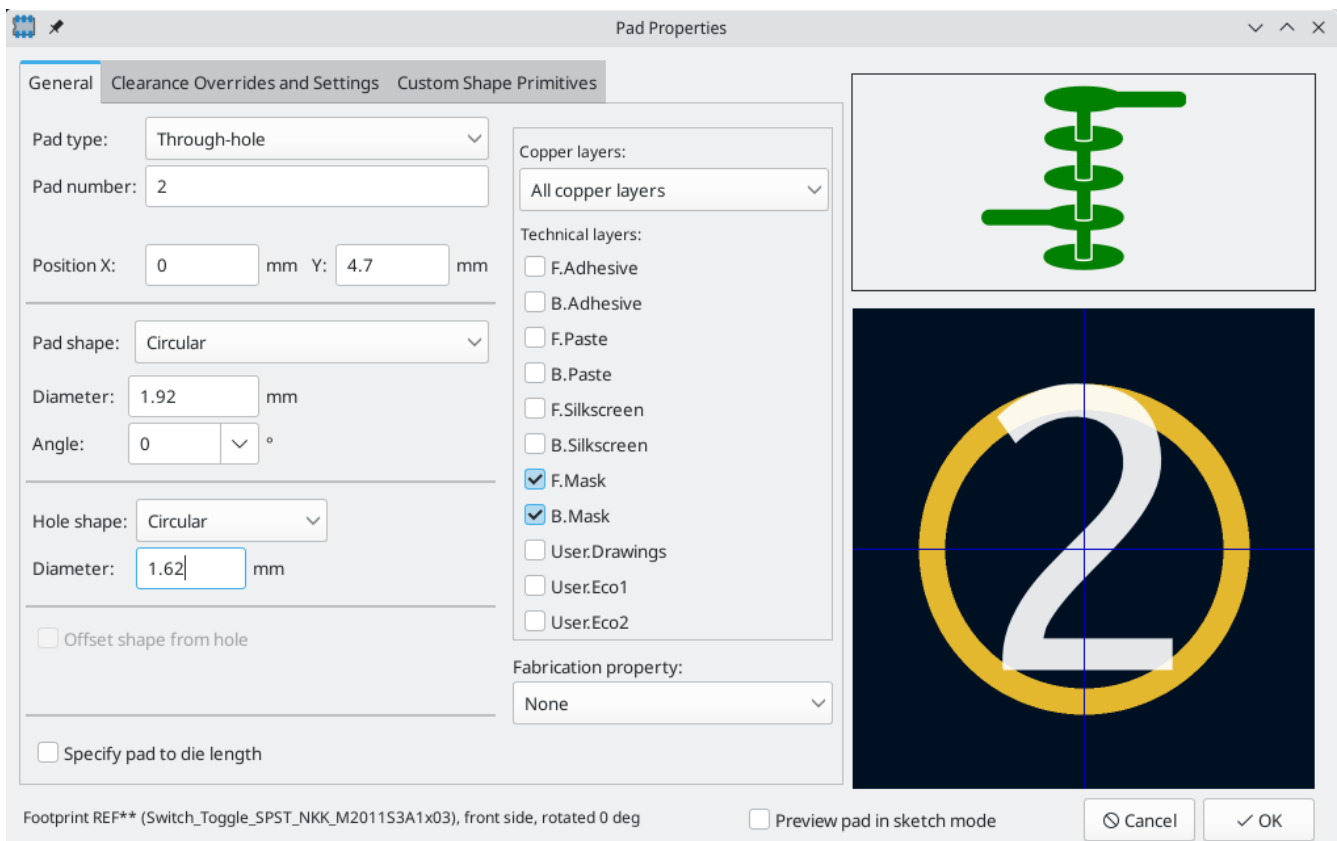 Pad Properties
General
Clearance Overrides and Settings
Custom Shape Primitives
Pad type:
Through-hole
Pad number:
2
Position X:
0
mm
Y:
4.7
mm
Pad shape:
Circular
Diameter:
1.92
mm
Angle:
0
°
Hole shape:
Circular
Diameter:
1.62
mm
Offset shape from hole
Specify pad to die length
Copper layers:
All copper layers
Technical layers:
F.Adhesive
B.Adhesive
F.Paste
B.Paste
F.Silkscreen
B.Silkscreen
F.Mask
B.Mask
User.Drawings
User.Eco1
User.Eco2
Fabrication property:
None
2
Footprint REF** (Switch_Toggle_SPST_NKK_M2011S3A1x03), front side, rotated 0 deg
Preview pad in sketch mode
Cancel
OK